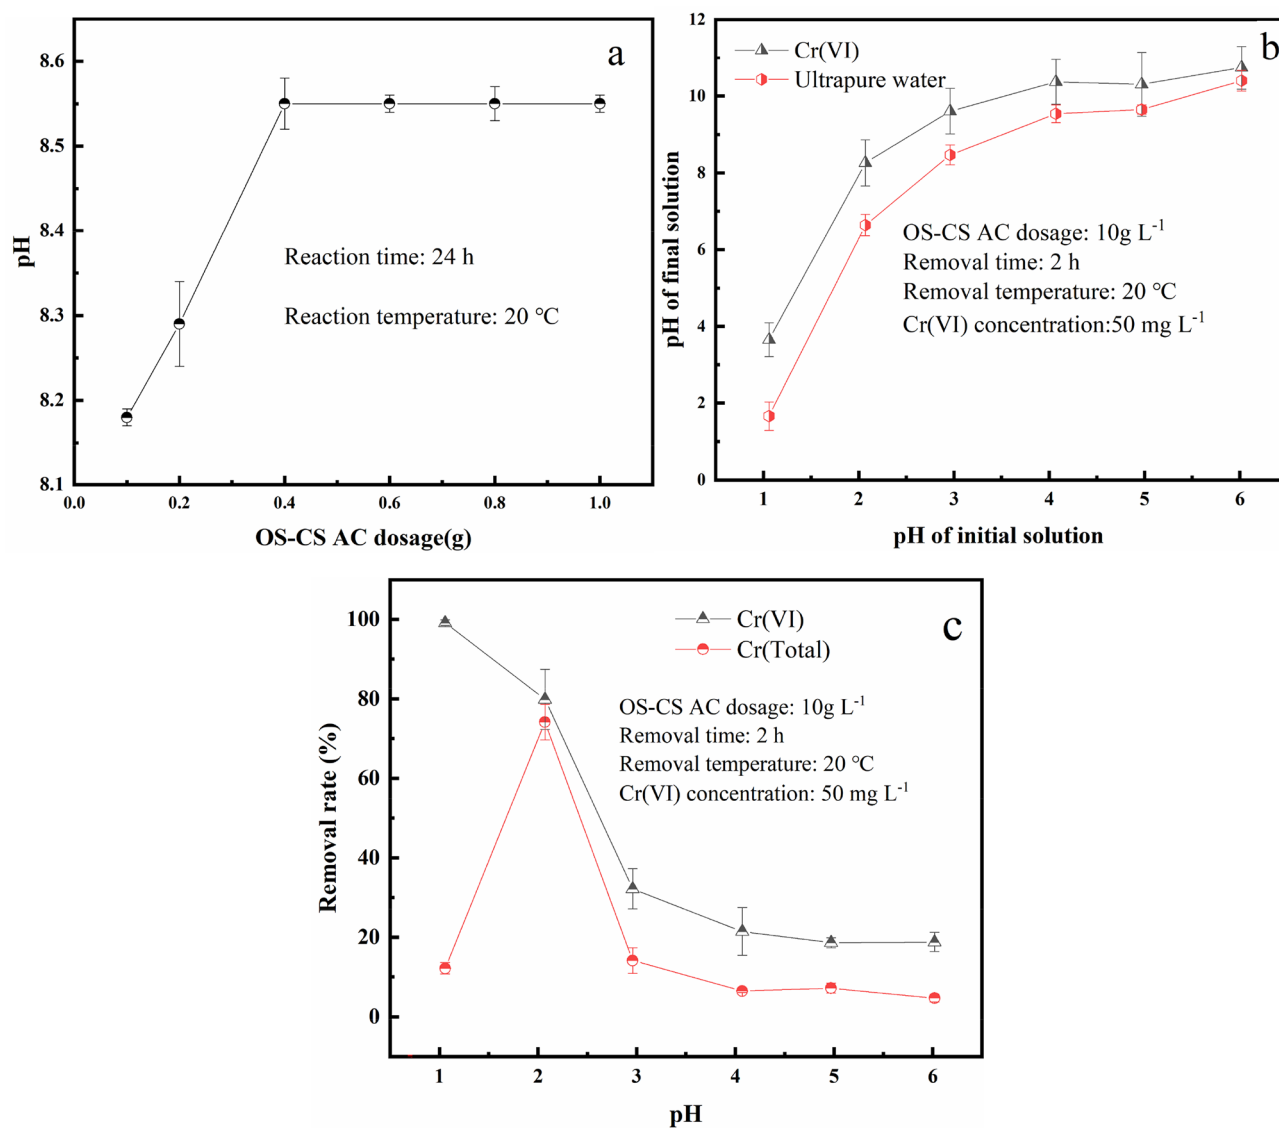 a
8.6
8.5
8.4
8.3
8.2
8.1
pH
Reaction time: 24 h
Reaction temperature: 20 ℃
0.0 0.2 0.4 0.6 0.8 1.0
OS-CS AC dosage(g)
b
Cr(VI)
Ultrapure water
12
10
8
6
4
2
0
pH of final solution
OS-CS AC dosage: 10g L-1
Removal time: 2 h
Removal temperature: 20 ℃
Cr(VI) concentration:50 mg L-1
1 2 3 4 5 6
pH of initial solution
c
Cr(VI)
Cr(Total)
100
80
60
40
20
0
Removal rate (%)
OS-CS AC dosage: 10g L-1
Removal time: 2 h
Removal temperature: 20 ℃
Cr(VI) concentration: 50 mg L-1
1 2 3 4 5 6
pH